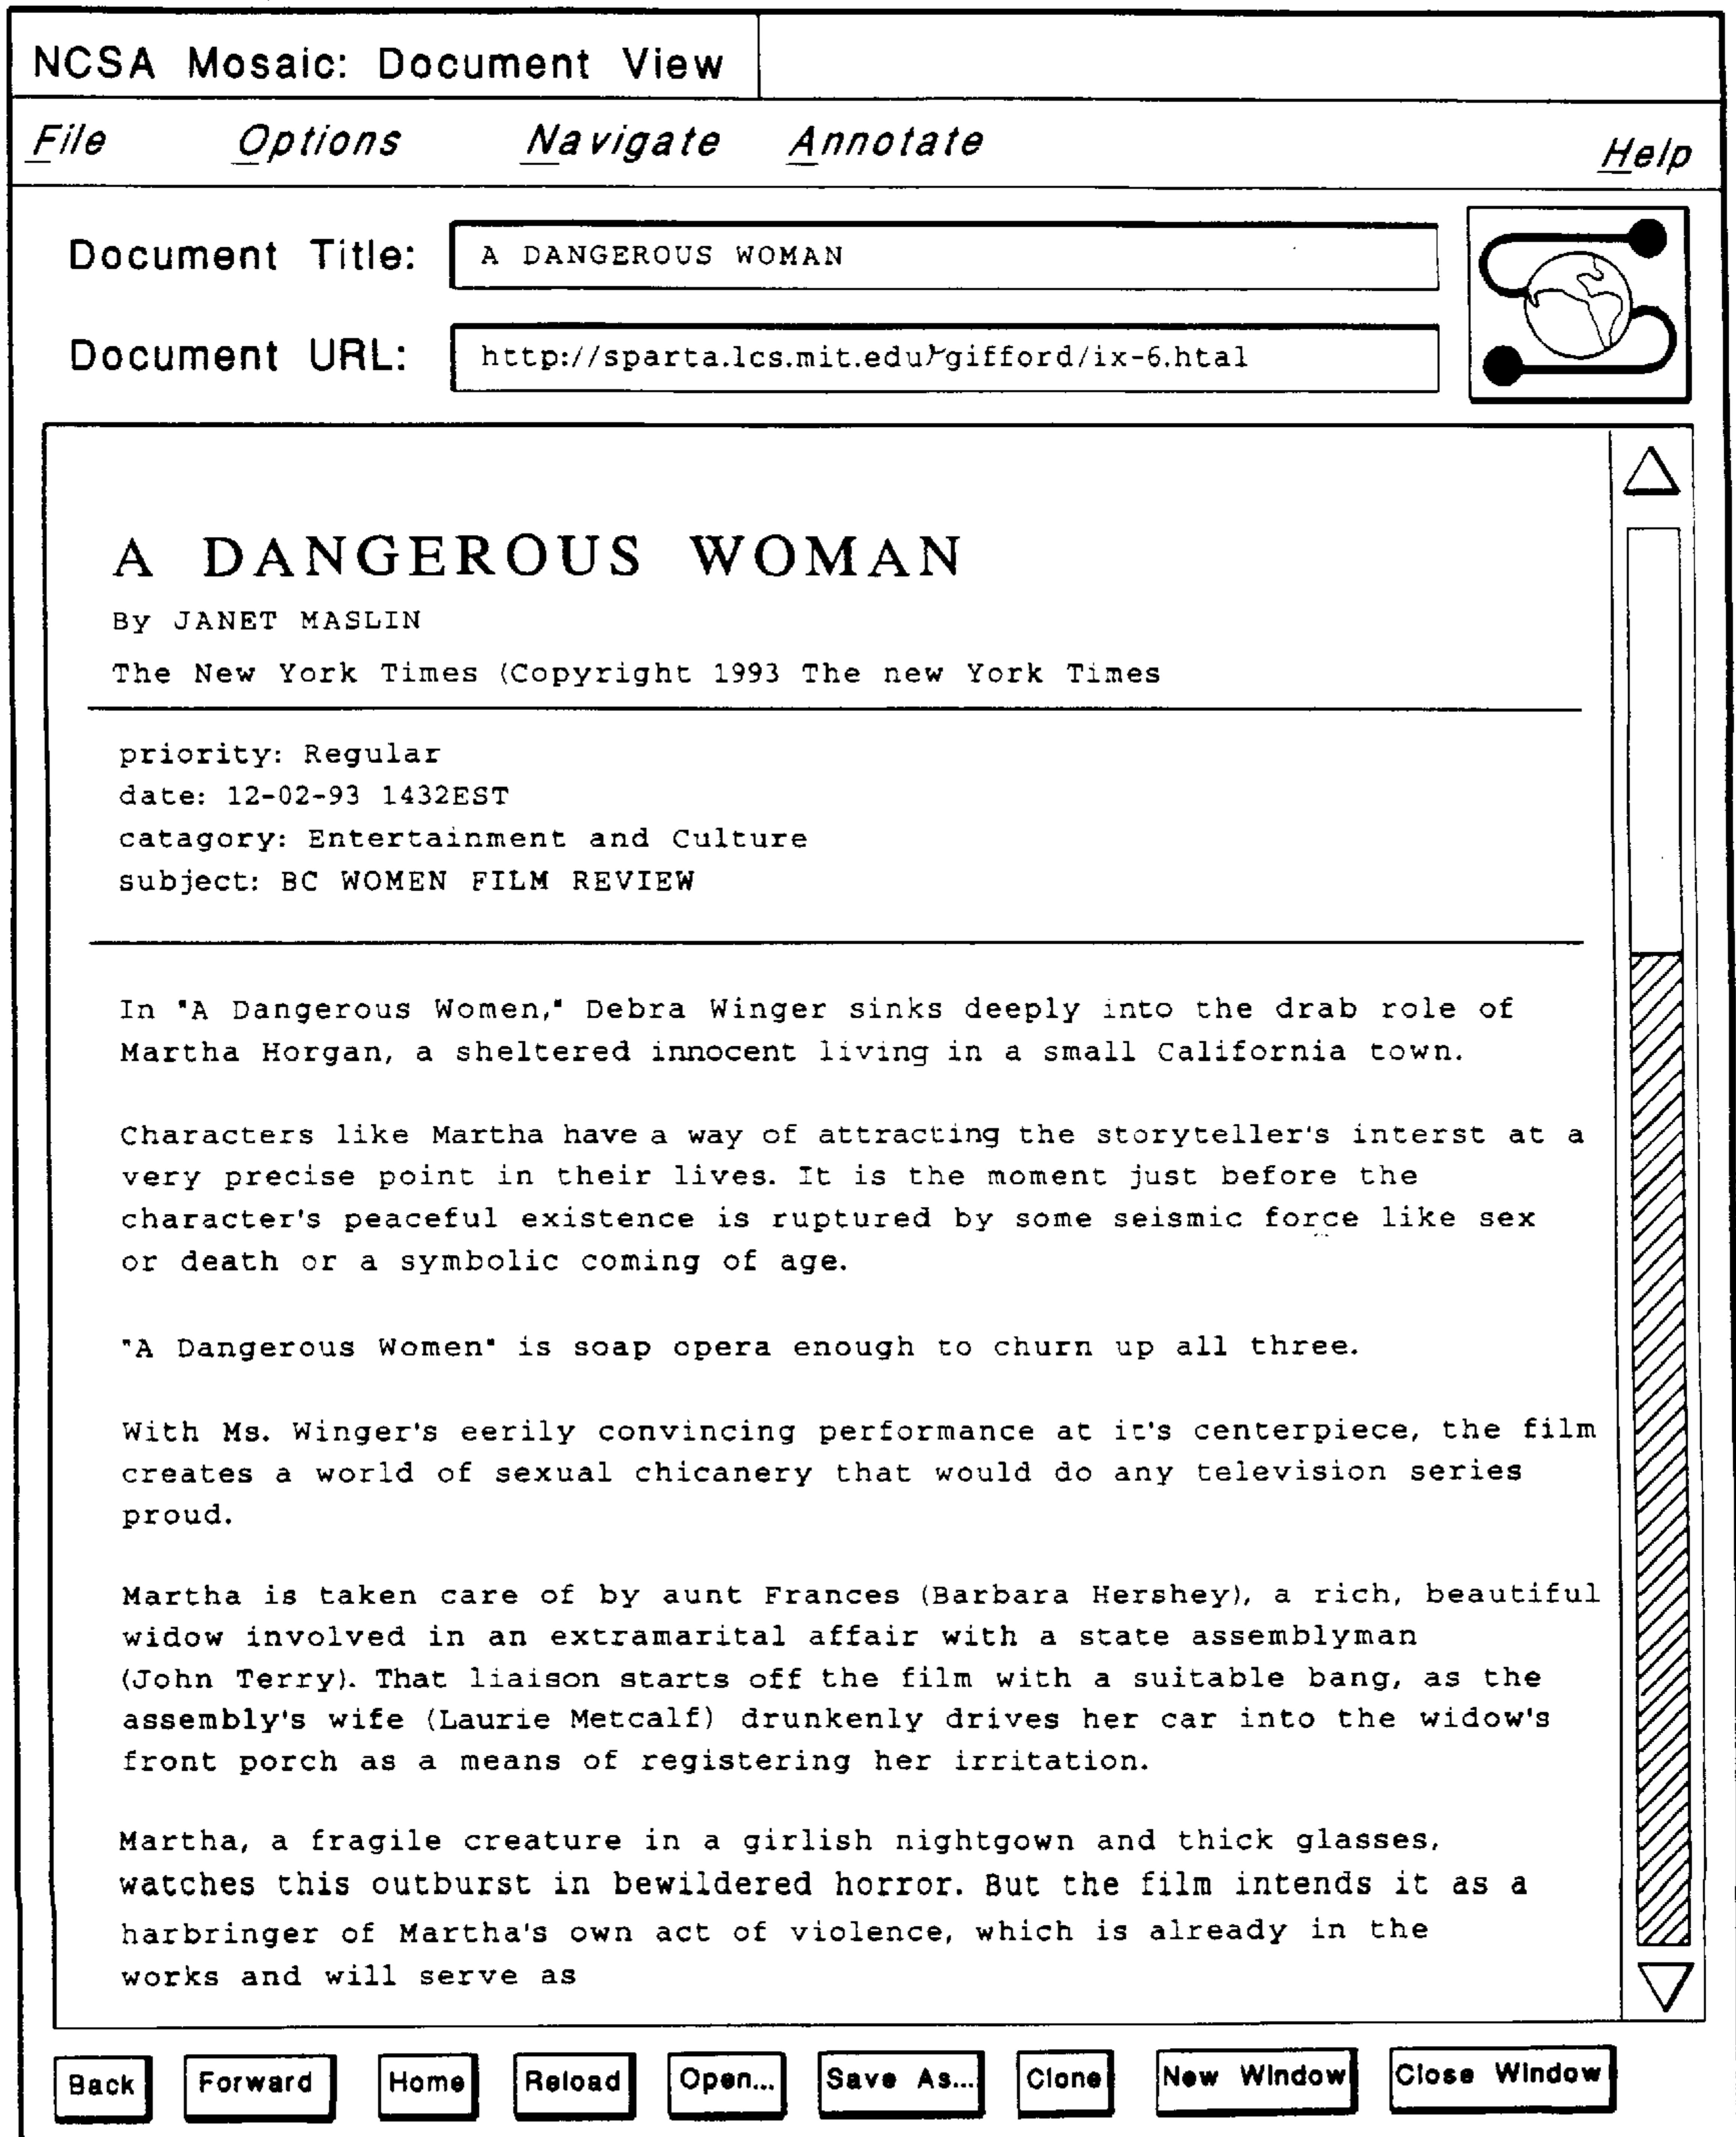 NCSA Mosaic: Document View
File Options Navigate Annotate Help
Document Title: A DANGEROUS WOMAN
Document URL: http://sparta.lcs.mit.edu/~gifford/ix-6.htal
A DANGEROUS WOMAN
By JANET MASLIN
The New York Times (Copyright 1993 The new York Times
priority: Regular
date: 12-02-93 1432EST
catagory: Entertainment and Culture
subject: BC WOMEN FILM REVIEW
In "A Dangerous Women," Debra Winger sinks deeply into the drab role of
Martha Horgan, a sheltered innocent living in a small California town.
Characters like Martha have a way of attracting the storyteller's interst at a
very precise point in their lives. It is the moment just before the
character's peaceful existence is ruptured by some seismic force like sex
or death or a symbolic coming of age.
"A Dangerous Women" is soap opera enough to churn up all three.
With Ms. Winger's eerily convincing performance at it's centerpiece, the film
creates a world of sexual chicanery that would do any television series
proud.
Martha is taken care of by aunt Frances (Barbara Hershey), a rich, beautiful
widow involved in an extramarital affair with a state assemblyman
(John Terry). That liaison starts off the film with a suitable bang, as the
assembly's wife (Laurie Metcalf) drunkenly drives her car into the widow's
front porch as a means of registering her irritation.
Martha, a fragile creature in a girlish nightgown and thick glasses,
watches this outburst in bewildered horror. But the film intends it as a
harbringer of Martha's own act of violence, which is already in the
works and will serve as
Back Forward Home Reload Open... Save As... Clone New Window Close Window